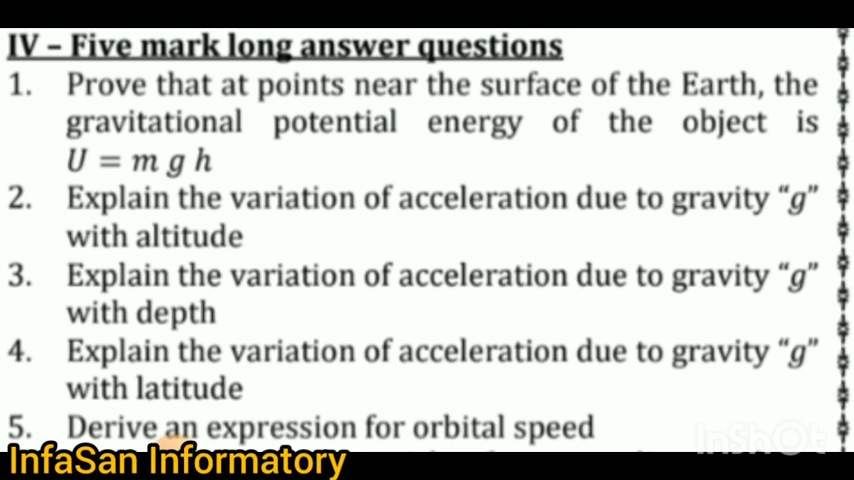 IV – Five mark long answer questions
1. Prove that at points near the surface of the Earth, the
gravitational potential energy of the object is
U = m g h
2. Explain the variation of acceleration due to gravity “g”
with altitude
3. Explain the variation of acceleration due to gravity “g”
with depth
4. Explain the variation of acceleration due to gravity “g”
with latitude
5. Derive an expression for orbital speed
InShOt
InfaSan Informatory